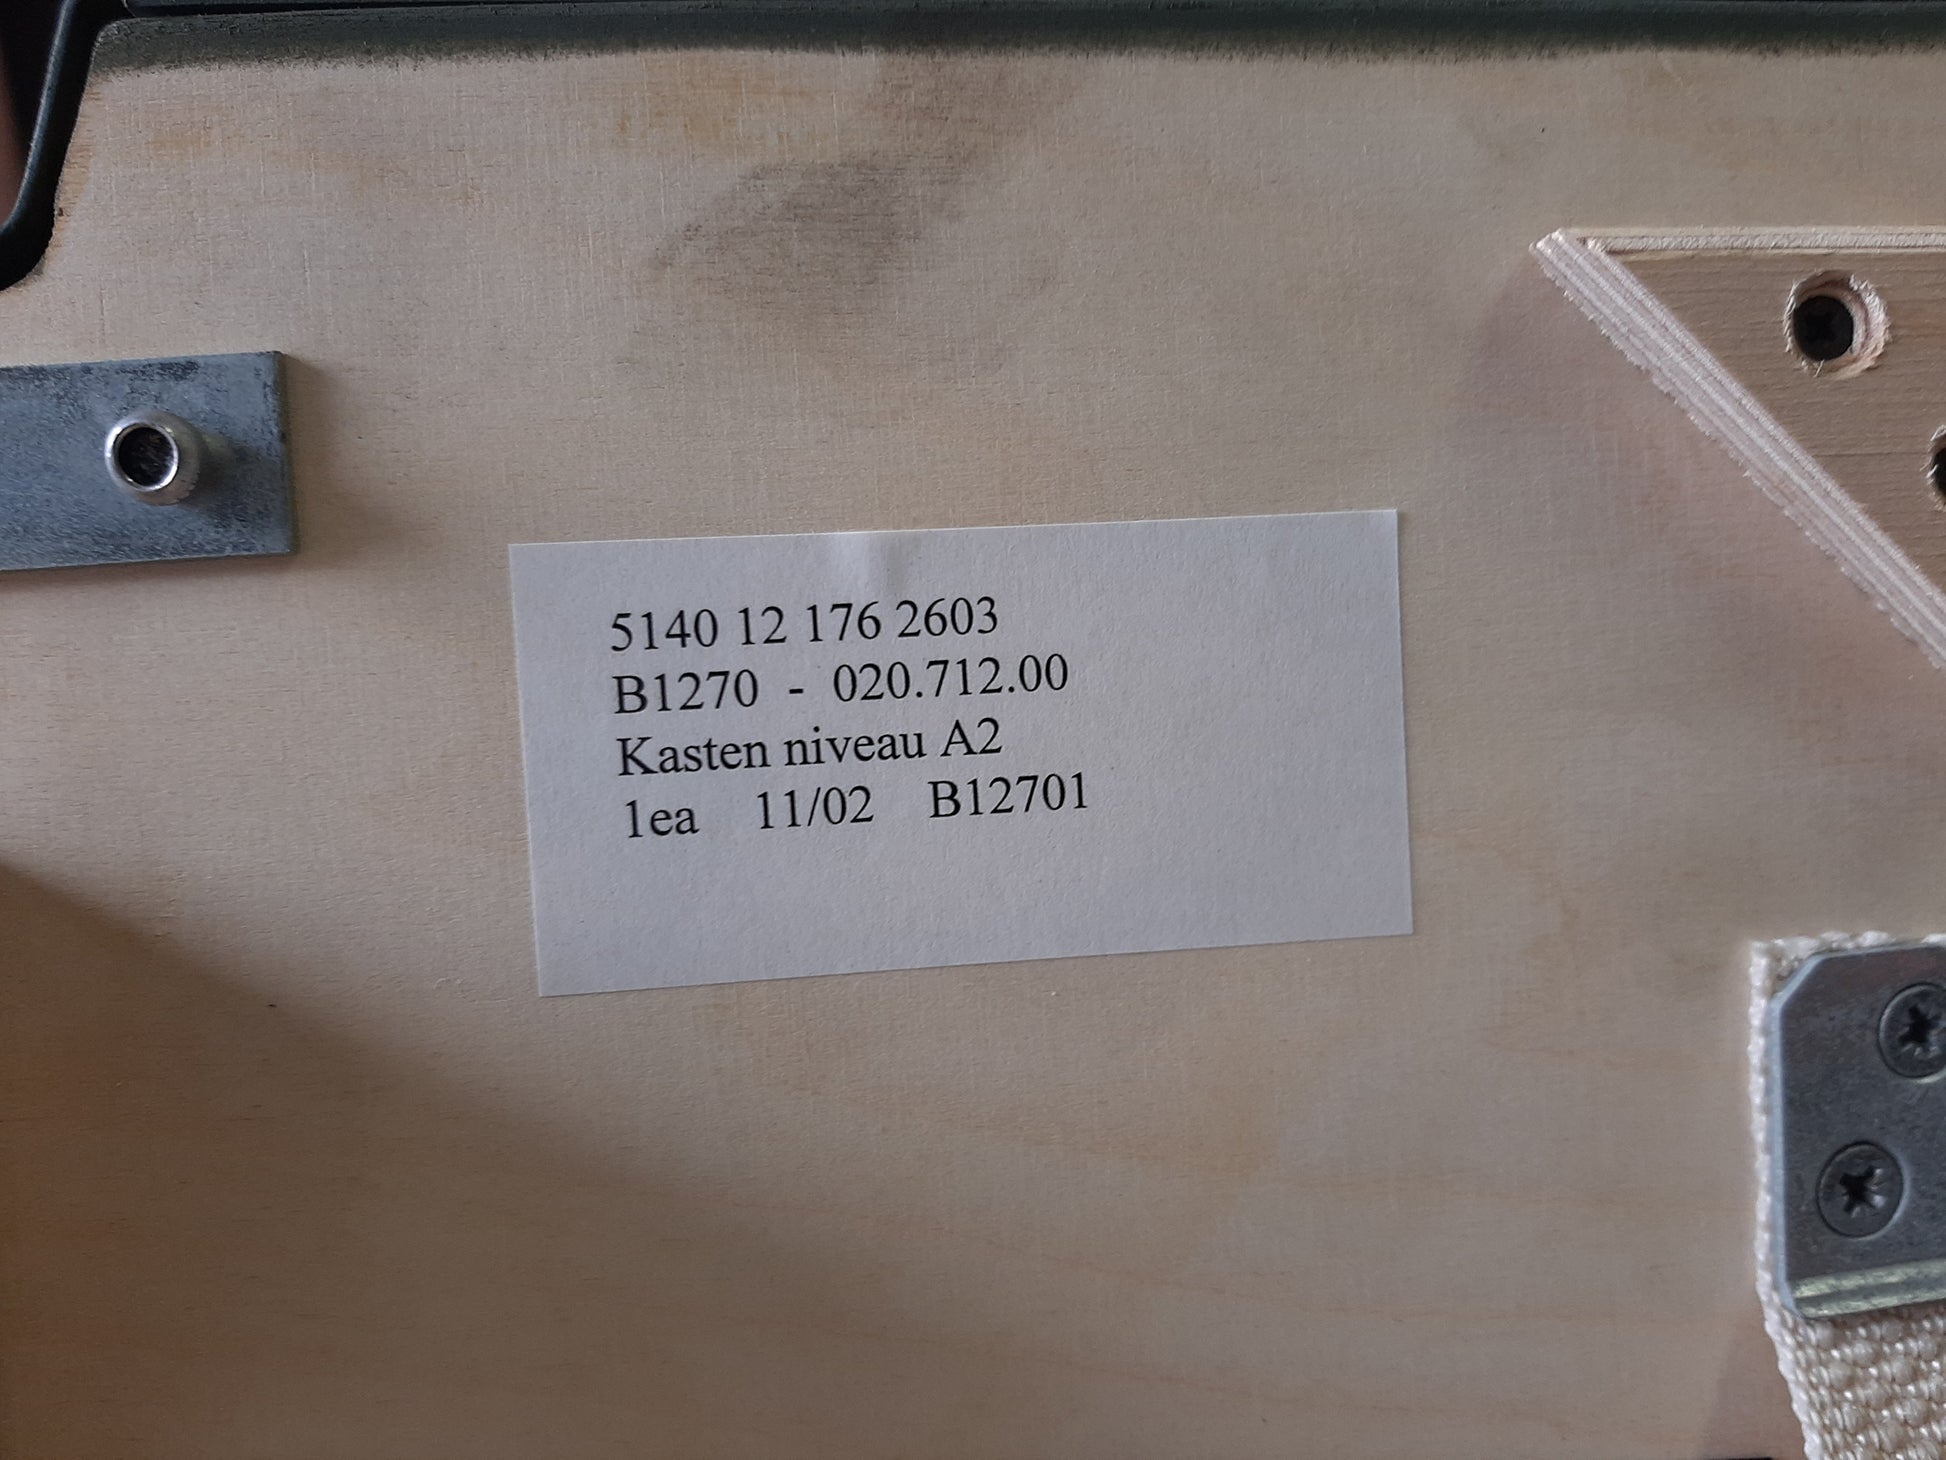 5140 12 176 2603
B1270 - 020.712.00
Kasten niveau A2
1ea 11/02 B12701